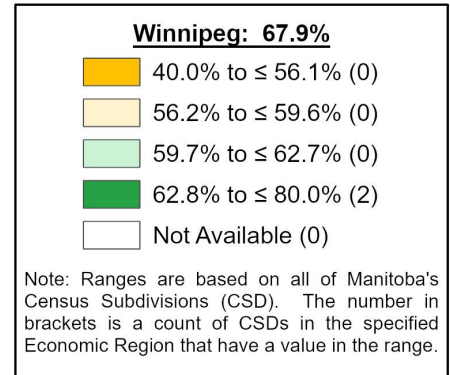 Winnipeg: 67.9%
40.0% to ≤ 56.1% (0)
56.2% to ≤ 59.6% (0)
59.7% to ≤ 62.7% (0)
62.8% to ≤ 80.0% (2)
Not Available (0)
Note: Ranges are based on all of Manitoba's
Census Subdivisions (CSD). The number in
brackets is a count of CSDs in the specified
Economic Region that have a value in the range.